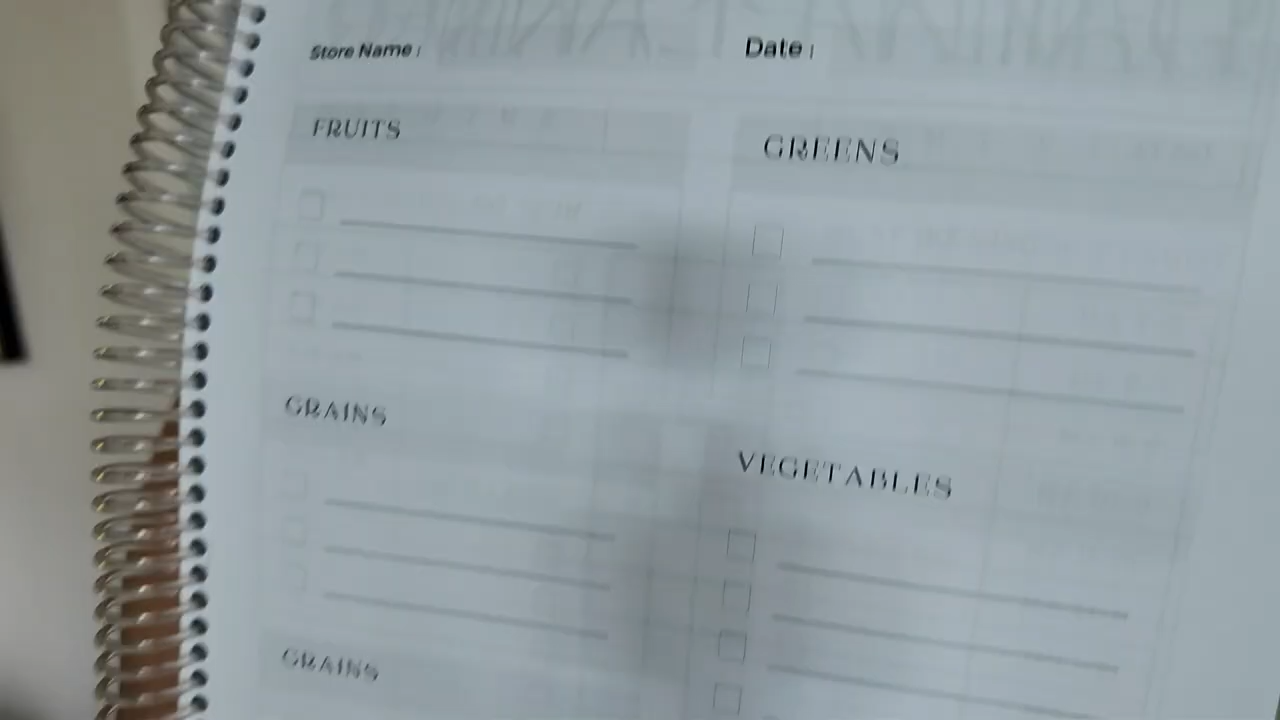 Store Name :
Date :
FRUITS
GREENS
GRAINS
VEGETABLES
GRAINS